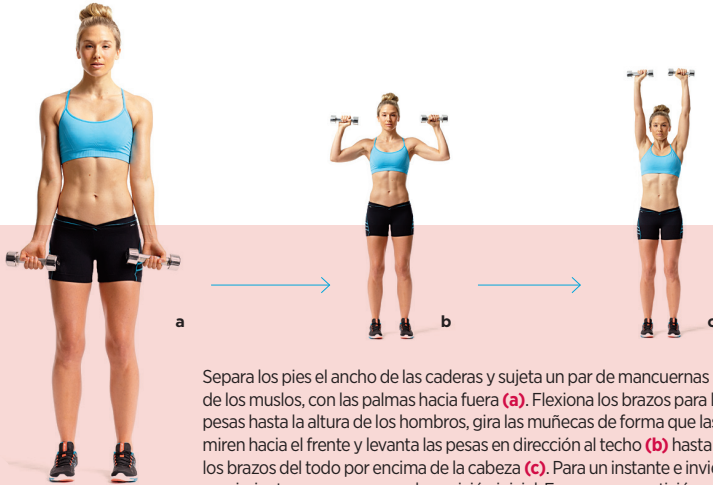 a
b
c
Separa los pies el ancho de las caderas y sujeta un par de mancuernas
de los muslos, con las palmas hacia fuera (a). Flexiona los brazos para
pesas hasta la altura de los hombros, gira las muñecas de forma que las
miren hacia el frente y levanta las pesas en dirección al techo (b) hasta
los brazos del todo por encima de la cabeza (c). Para un instante e